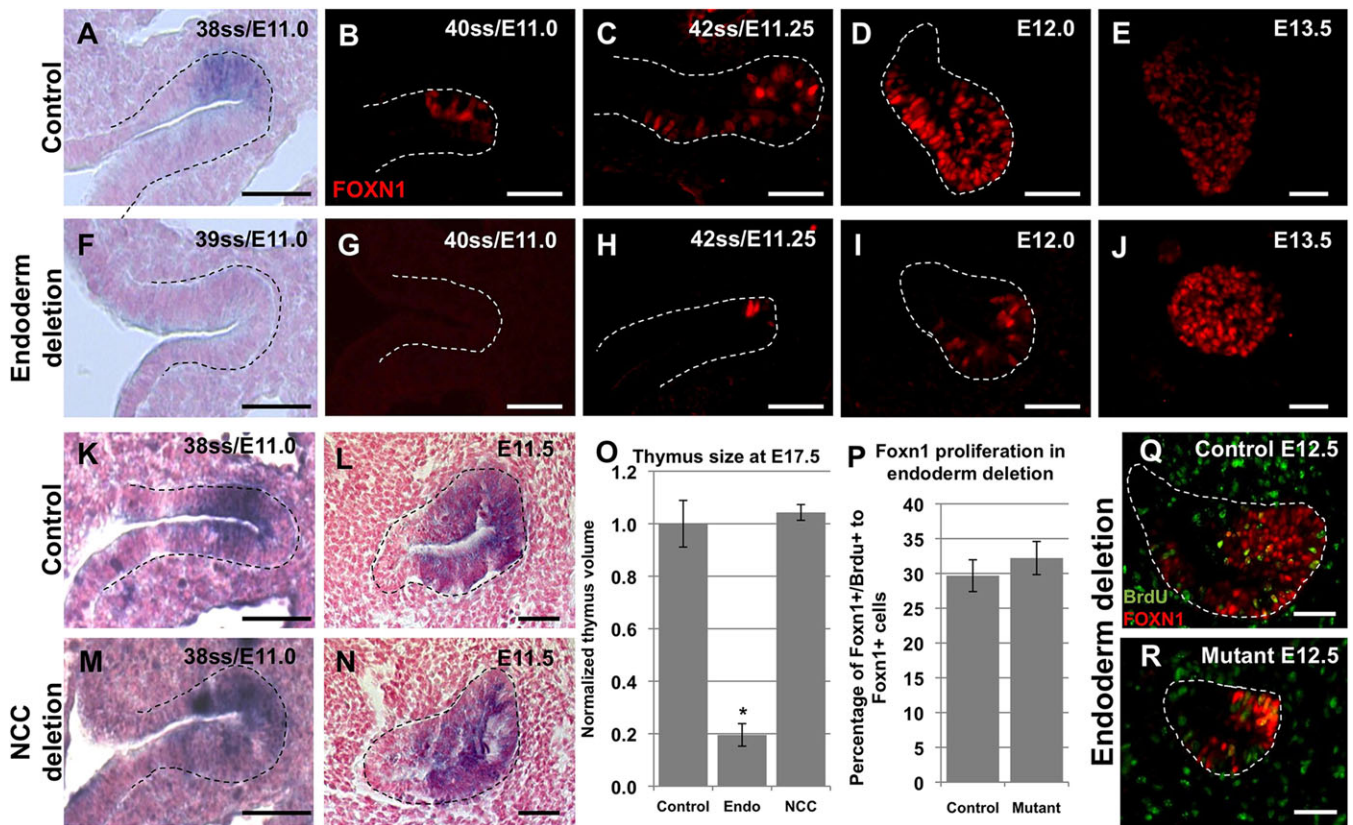 Control
A 38ss/E11.0
B 40ss/E11.0
FOXN1
C 42ss/E11.25
D E12.0
E E13.5
Endoderm
deletion
F 39ss/E11.0
G 40ss/E11.0
H 42ss/E11.25
I E12.0
J E13.5
Control
K 38ss/E11.0
L E11.5
NCC
deletion
M 38ss/E11.0
N E11.5
O Thymus size at E17.5
Normalized thymus volume
1.2
1.0
0.8
0.6
0.4
0.2
0.0
*
Control Endo NCC
P Foxn1 proliferation in
endoderm deletion
Percentage of Foxn1+/Brdu+ to
Foxn1+ cells
40
35
30
25
20
15
10
5
0
Control Mutant
Endoderm deletion
Q Control E12.5
BrdU
FOXN1
R Mutant E12.5